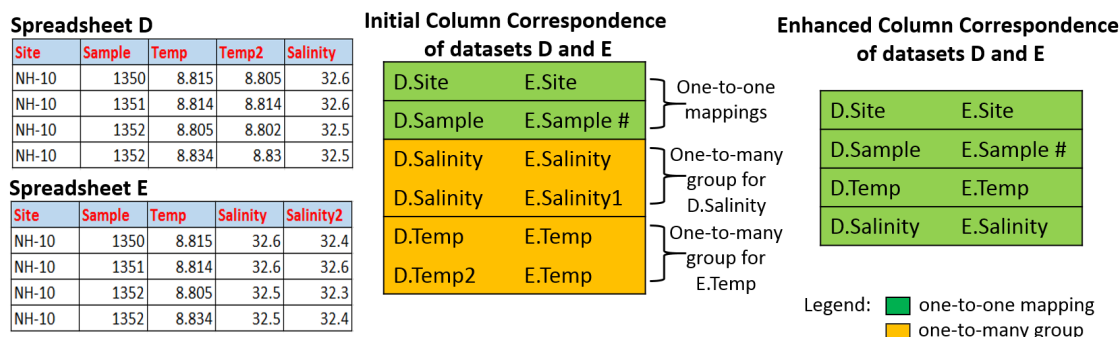 Spreadsheet D
Site Sample Temp Temp2 Salinity
NH-10 1350 8.815 8.805 32.6
NH-10 1351 8.814 8.814 32.6
NH-10 1352 8.805 8.802 32.5
NH-10 1352 8.834 8.83 32.5
Spreadsheet E
Site Sample Temp Salinity Salinity2
NH-10 1350 8.815 32.6 32.4
NH-10 1351 8.814 32.6 32.6
NH-10 1352 8.805 32.5 32.3
NH-10 1352 8.834 32.5 32.4
Initial Column Correspondence
of datasets D and E
D.Site E.Site
D.Sample E.Sample #
D.Salinity E.Salinity
D.Salinity E.Salinity1
D.Temp E.Temp
D.Temp2 E.Temp
One-to-one
mappings
One-to-many
group for
D.Salinity
One-to-many
group for
E.Temp
Enhanced Column Correspondence
of datasets D and E
D.Site E.Site
D.Sample E.Sample #
D.Temp E.Temp
D.Salinity E.Salinity
Legend: one-to-one mapping
one-to-many group